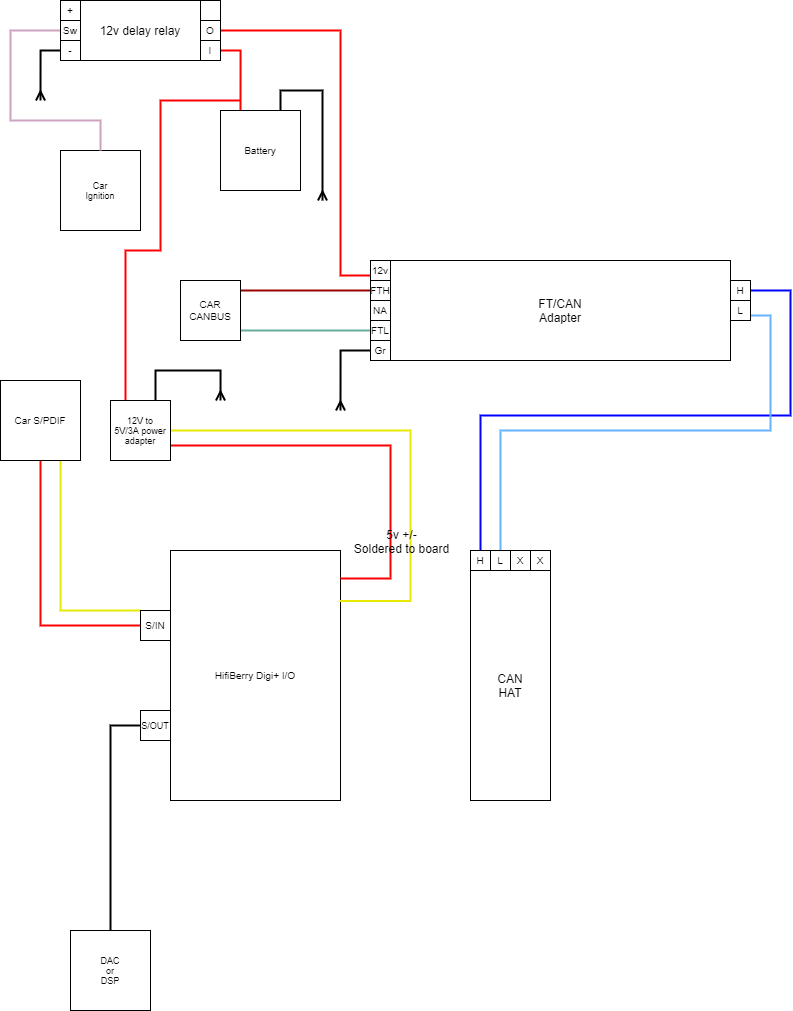 +
Sw
-
12v delay relay
O
I
Battery
Car
Ignition
12v
FTH
NA
FTL
Gr
FT/CAN
Adapter
H
L
CAR
CANBUS
Car S/PDIF
12V to
5V/3A power
adapter
5v +/-
Soldered to board
H
L
X
X
S/IN
HifiBerry Digi+ I/O
CAN
HAT
S/OUT
DAC
or
DSP